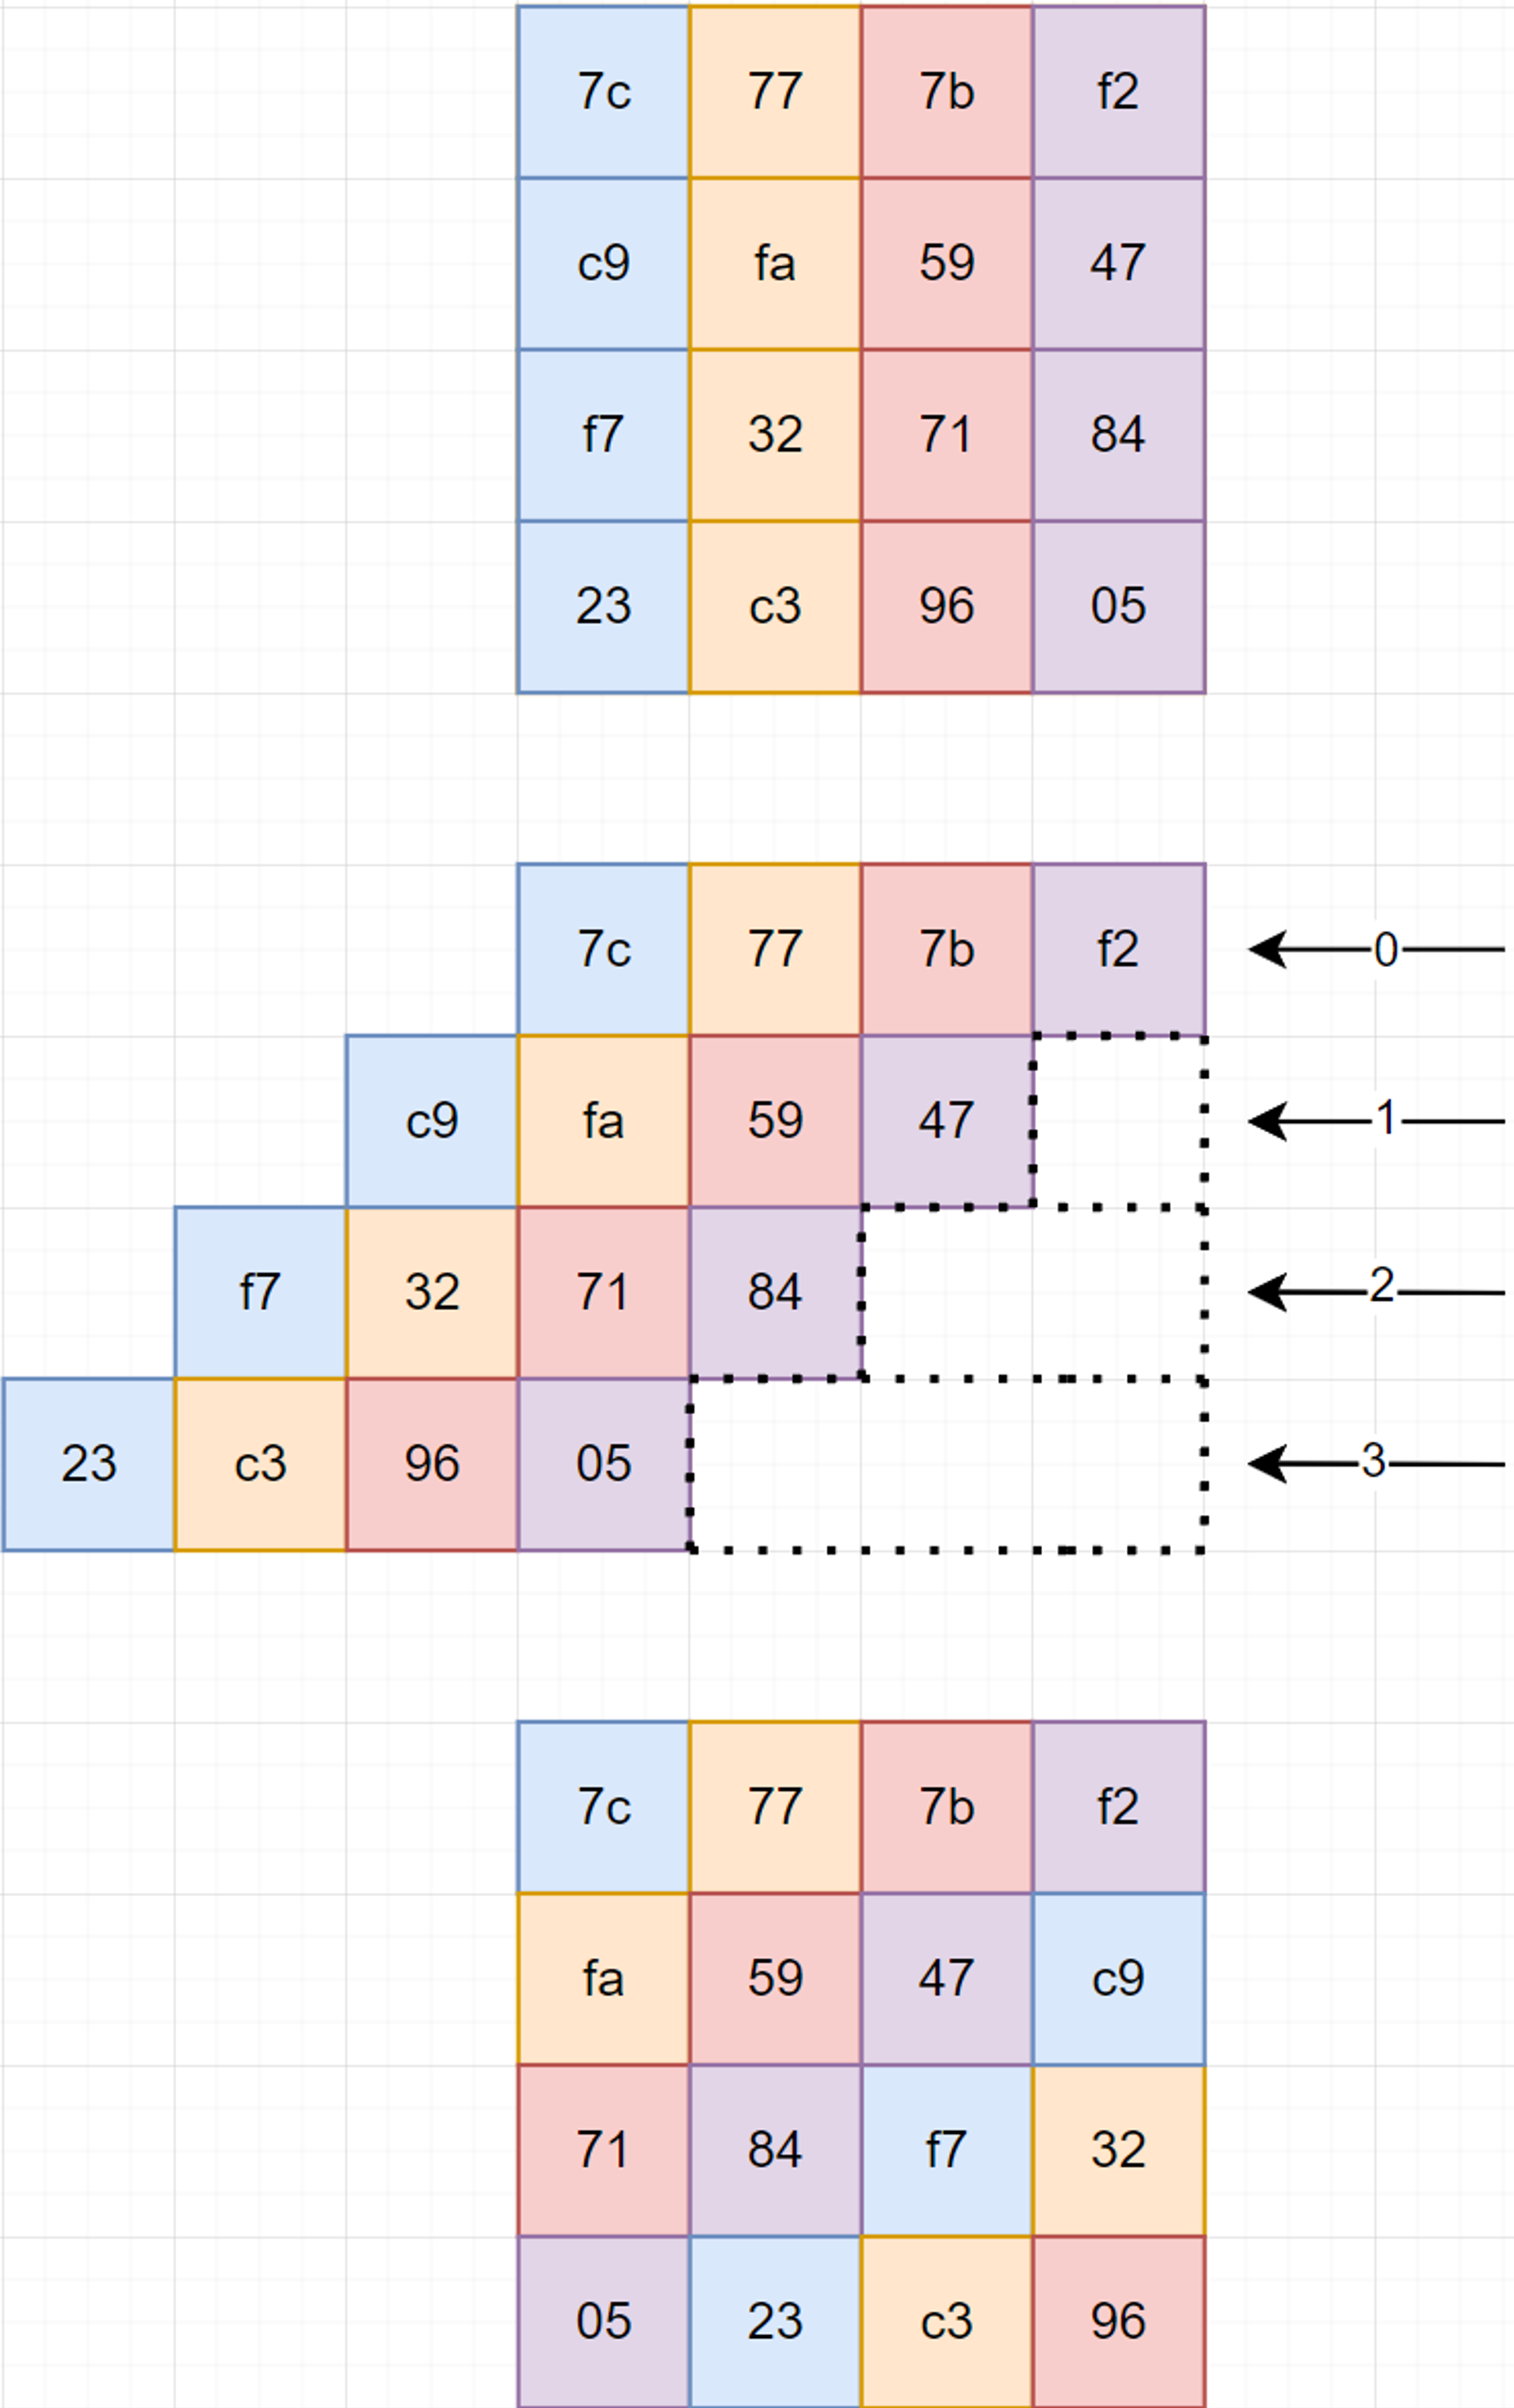 7c 77 7b f2
c9 fa 59 47
f7 32 71 84
23 c3 96 05
7c 77 7b f2 0
c9 fa 59 47 1
f7 32 71 84 2
23 c3 96 05 3
7c 77 7b f2
fa 59 47 c9
71 84 f7 32
05 23 c3 96